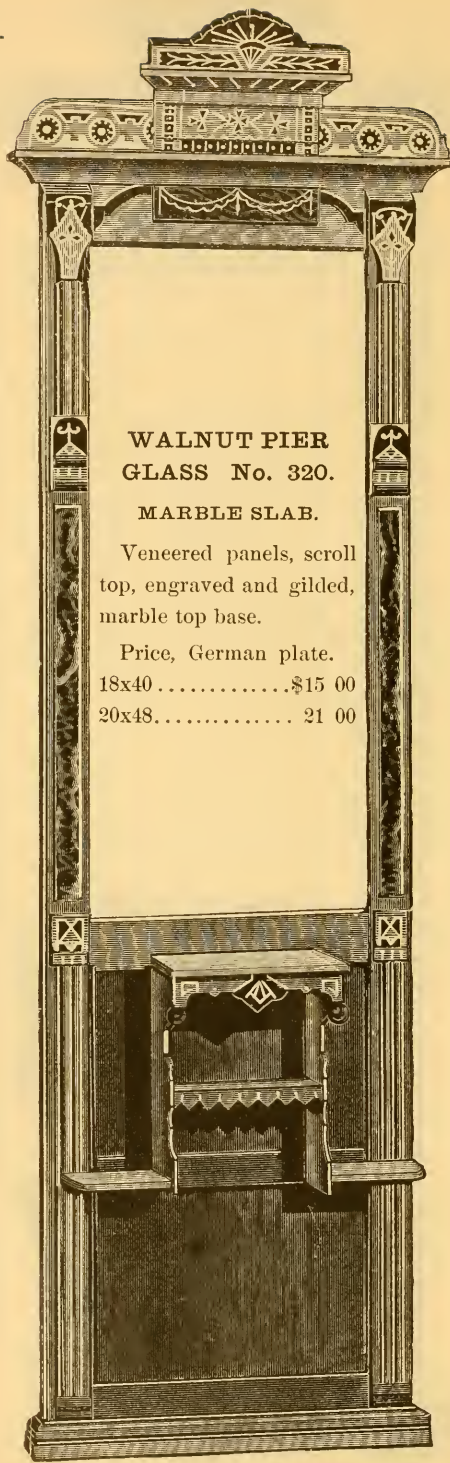 WALNUT PIER
GLASS No. 320.
MARBLE SLAB.
Veneered panels, scroll
top, engraved and gilded,
marble top base.
Price, German plate.
18x40.............$15 00
20x48.............. 21 00